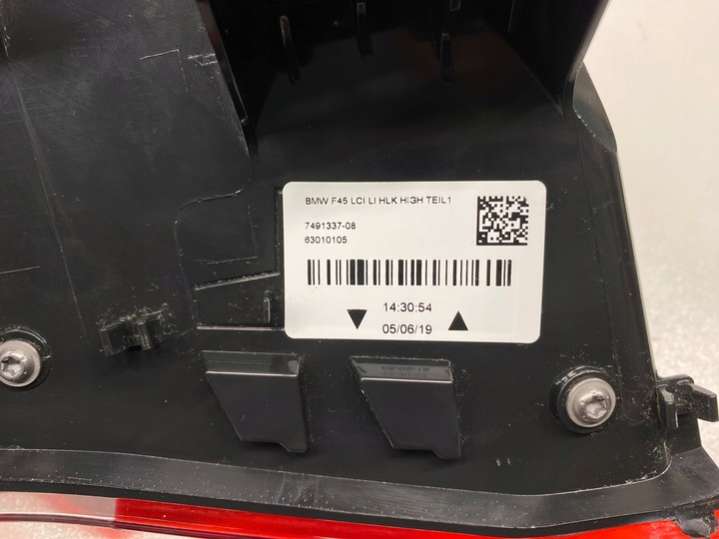 BMW F45 LCI LI HLK HIGH TEIL1
7491337-08
63010105
14:30:54
05/06/19